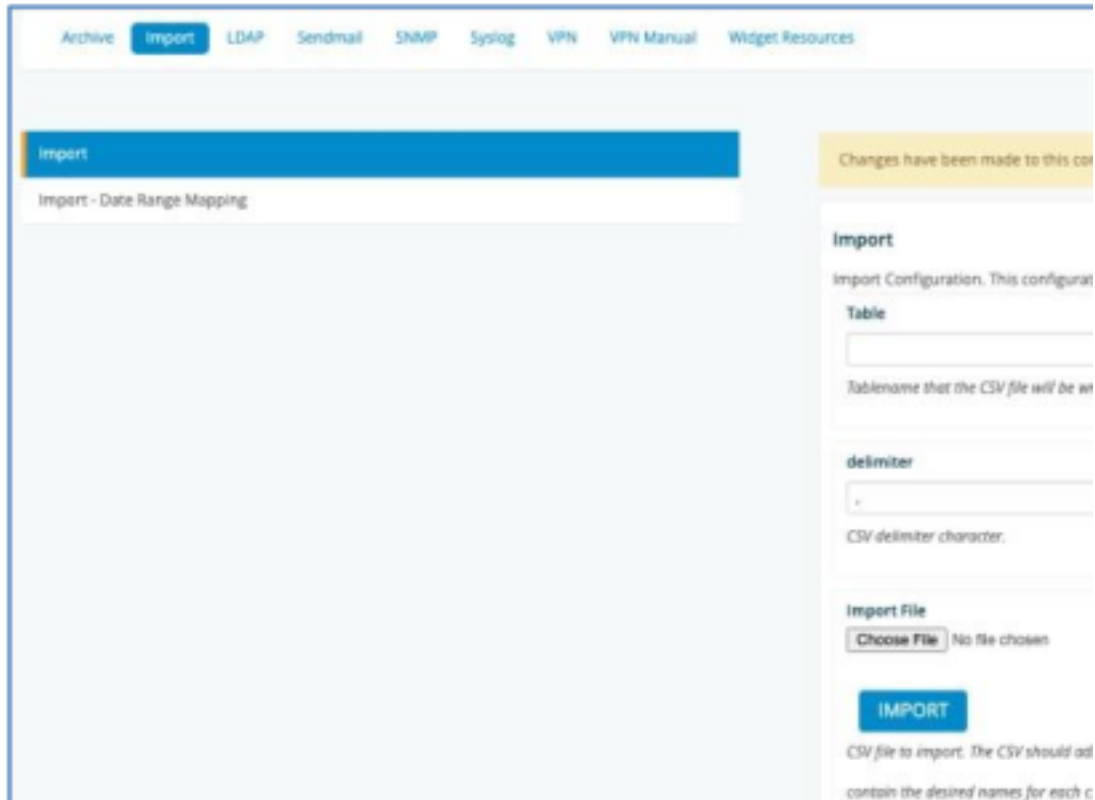 Archive Import LDAP Sendmail SNMP Syslog VPN VPN Manual Widget Resources
Import
Import - Date Range Mapping
Changes have been made to this
Import
Import Configuration. This
Table
Tablename that the CSV file will be
delimiter
,
CSV delimiter character.
Import File
Choose File No file chosen
IMPORT
CSV file to import. The CSV should
contain the desired names for each